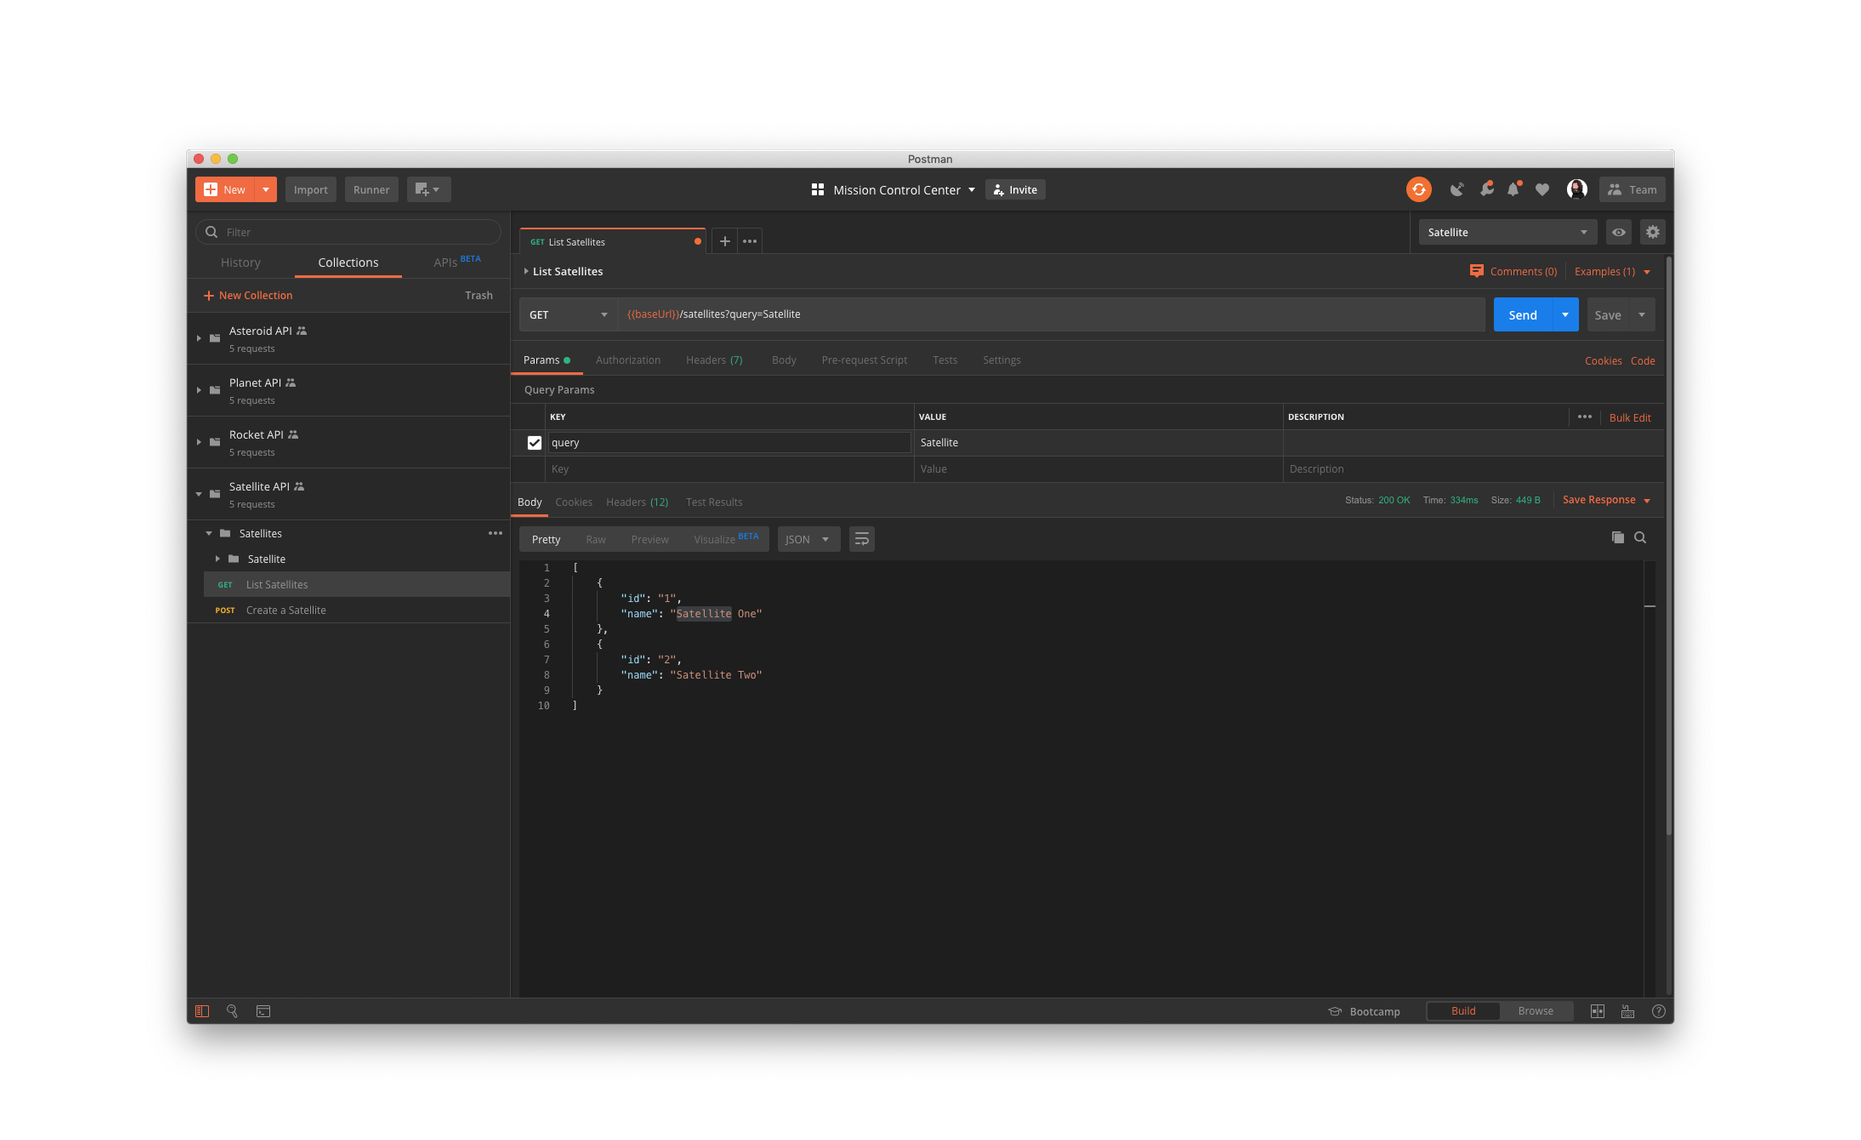 Postman
New
Import
Runner
Mission Control Center
Invite
Team
Filter
History
Collections
APIs BETA
+ New Collection
Trash
Asteroid API
5 requests
Planet API
5 requests
Rocket API
5 requests
Satellite API
5 requests
Satellites
Satellite
GET List Satellites
POST Create a Satellite
GET List Satellites
Satellite
List Satellites
Comments (0)
Examples (1)
GET
{{baseUrl}}/satellites?query=Satellite
Send
Save
Params
Authorization
Headers (7)
Body
Pre-request Script
Tests
Settings
Cookies
Code
Query Params
KEY
VALUE
DESCRIPTION
Bulk Edit
query
Satellite
Key
Value
Description
Body
Cookies
Headers (12)
Test Results
Status: 200 OK
Time: 334ms
Size: 449 B
Save Response
Pretty
Raw
Preview
Visualize BETA
JSON
1 [
2 {
3 "id": "1",
4 "name": "Satellite One"
5 },
6 {
7 "id": "2",
8 "name": "Satellite Two"
9 }
10 ]
Bootcamp
Build
Browse